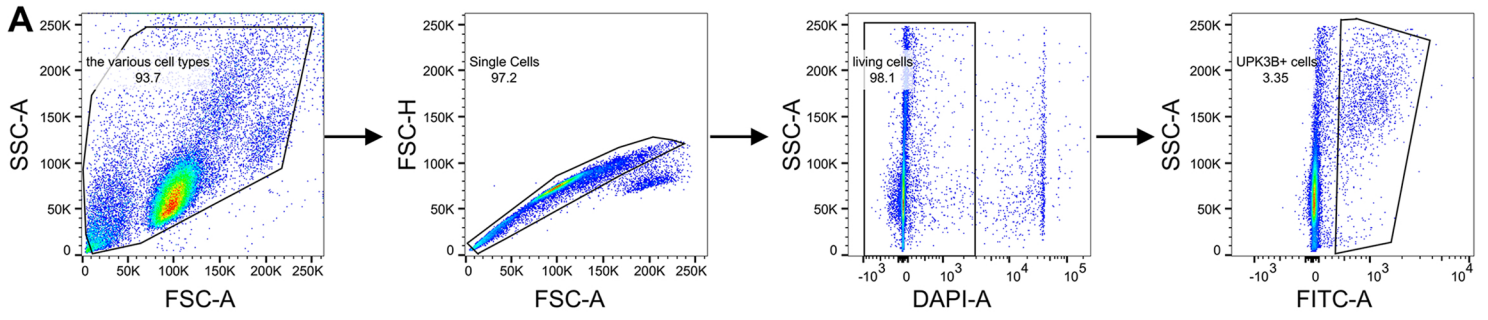 A
250K
200K
150K
100K
50K
0
SSC-A
the various cell types
93.7
0 50K 100K 150K 200K 250K
FSC-A
250K
200K
150K
100K
50K
0
FSC-H
Single Cells
97.2
0 50K 100K 150K 200K 250K
FSC-A
250K
200K
150K
100K
50K
0
SSC-A
living cells
98.1
-10³ 0 10³ 10⁴ 10⁵
DAPI-A
250K
200K
150K
100K
50K
0
SSC-A
UPK3B+ cells
3.35
-10³ 0 10³ 10⁴
FITC-A